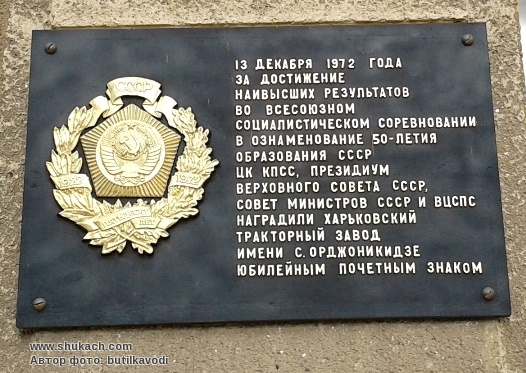 СССР
13 ДЕКАБРЯ 1972 ГОДА
ЗА ДОСТИЖЕНИЕ
НАИВЫСШИХ РЕЗУЛЬТАТОВ
ВО ВСЕСОЮЗНОМ
СОЦИАЛИСТИЧЕСКОМ СОРЕВНОВАНИИ
В ОЗНАМЕНОВАНИЕ 50-ЛЕТИЯ
ОБРАЗОВАНИЯ СССР
ЦК КПСС, ПРЕЗИДИУМ
ВЕРХОВНОГО СОВЕТА СССР,
СОВЕТ МИНИСТРОВ СССР И ВЦСПС
НАГРАДИЛИ ХАРЬКОВСКИЙ
ТРАКТОРНЫЙ ЗАВОД
ИМЕНИ С. ОРДЖОНИКИДЗЕ
ЮБИЛЕЙНЫМ ПОЧЕТНЫМ ЗНАКОМ
www.shukach.com
Автор фото: butilkavodi